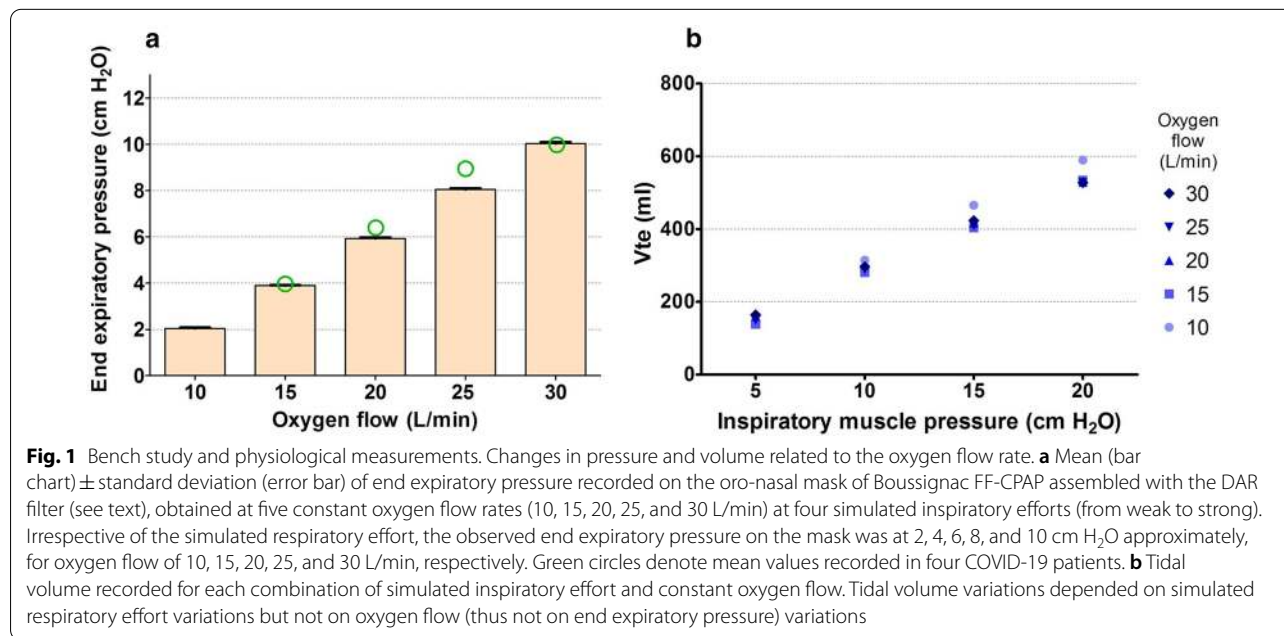 a
End expiratory pressure (cm H₂O)
12
10
8
6
4
2
0
10 15 20 25 30
Oxygen flow (L/min)
b
Vte (ml)
800
600
400
200
0
5 10 15 20
Inspiratory muscle pressure (cm H₂O)
Oxygen
flow
(L/min)
30
25
20
15
10
Fig. 1 Bench study and physiological measurements. Changes in pressure and volume related to the oxygen flow rate. a Mean (bar
chart) ± standard deviation (error bar) of end expiratory pressure recorded on the oro-nasal mask of Boussignac FF-CPAP assembled with the DAR
filter (see text), obtained at five constant oxygen flow rates (10, 15, 20, 25, and 30 L/min) at four simulated inspiratory efforts (from weak to strong).
Irrespective of the simulated respiratory effort, the observed end expiratory pressure on the mask was at 2, 4, 6, 8, and 10 cm H₂O approximately,
for oxygen flow of 10, 15, 20, 25, and 30 L/min, respectively. Green circles denote mean values recorded in four COVID-19 patients. b Tidal
volume recorded for each combination of simulated inspiratory effort and constant oxygen flow. Tidal volume variations depended on simulated
respiratory effort variations but not on oxygen flow (thus not on end expiratory pressure) variations